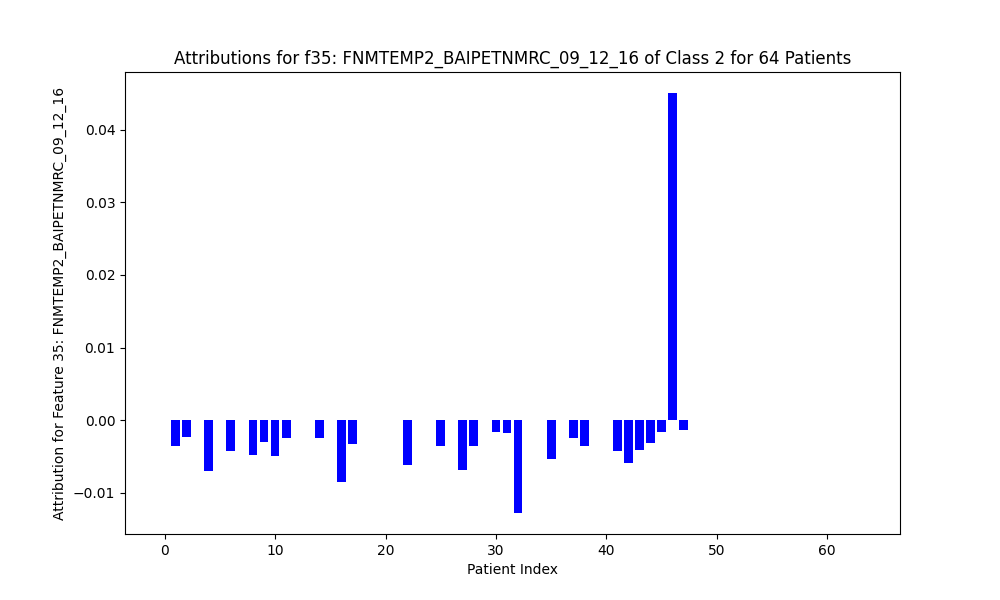 Attributions for f35: FNMTEMP2_BAIPETNMRC_09_12_16 of Class 2 for 64 Patients
Attribution for Feature 35: FNMTEMP2_BAIPETNMRC_09_12_16
0.04
0.03
0.02
0.01
0.00
−0.01
0 10 20 30 40 50 60
Patient Index